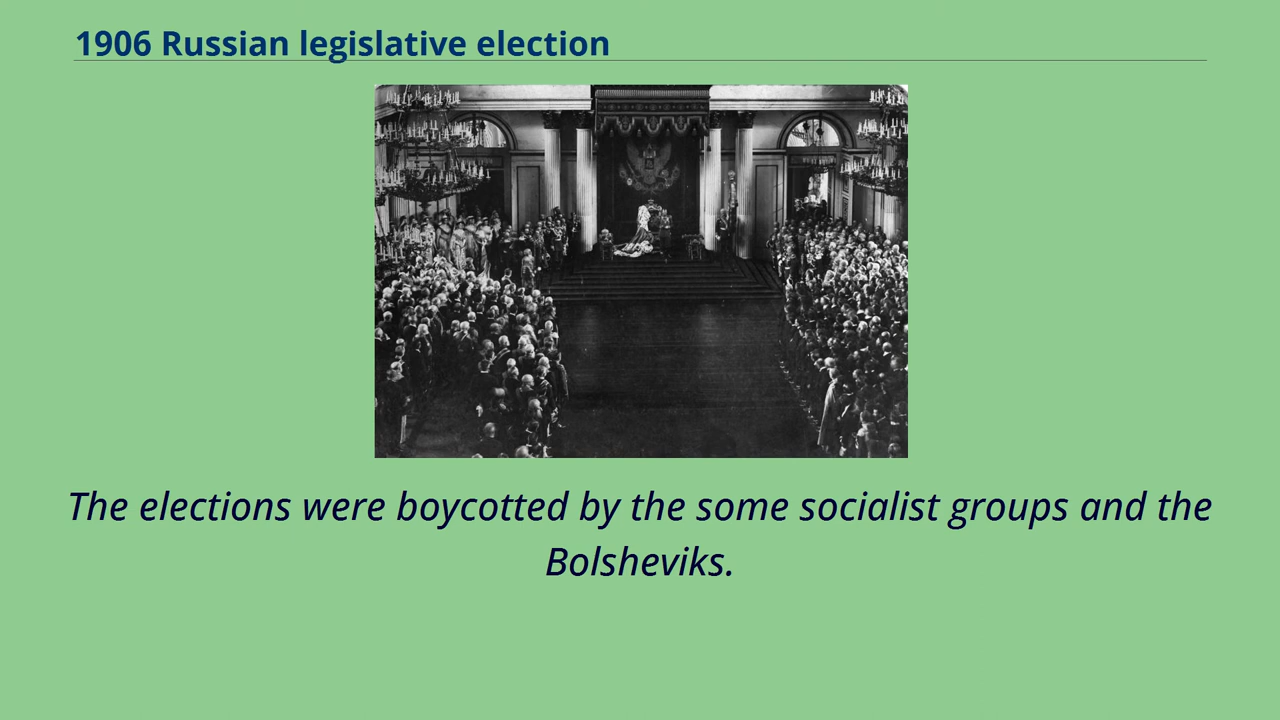 1906 Russian legislative election
The elections were boycotted by the some socialist groups and the
Bolsheviks.